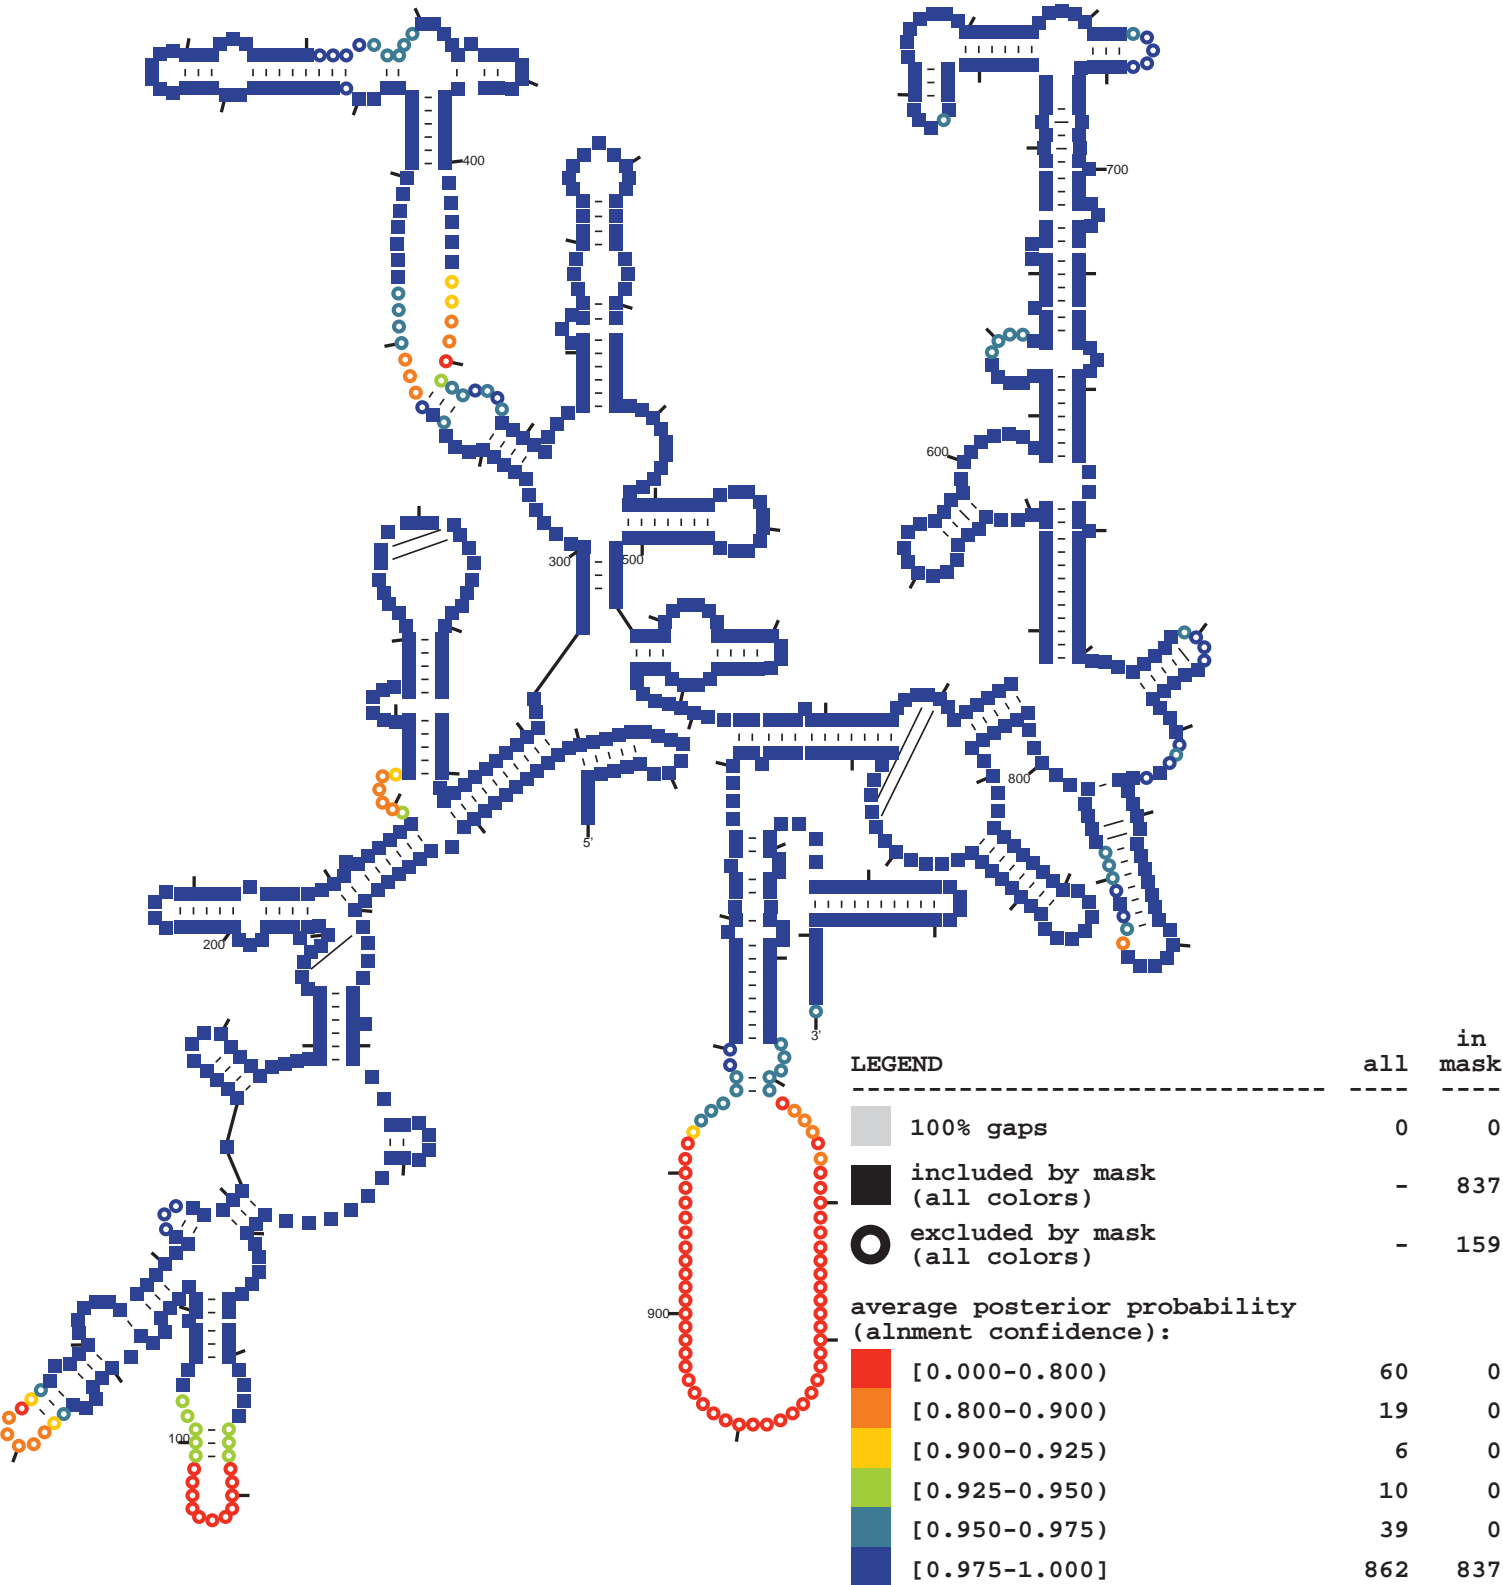 400
700
600
300
500
800
5'
200
3'
900
100
in
LEGEND all mask
------------------------------ ---- ----
100% gaps 0 0
included by mask
(all colors) - 837
excluded by mask
(all colors) - 159
average posterior probability
(alnment confidence):
[0.000-0.800) 60 0
[0.800-0.900) 19 0
[0.900-0.925) 6 0
[0.925-0.950) 10 0
[0.950-0.975) 39 0
[0.975-1.000] 862 837